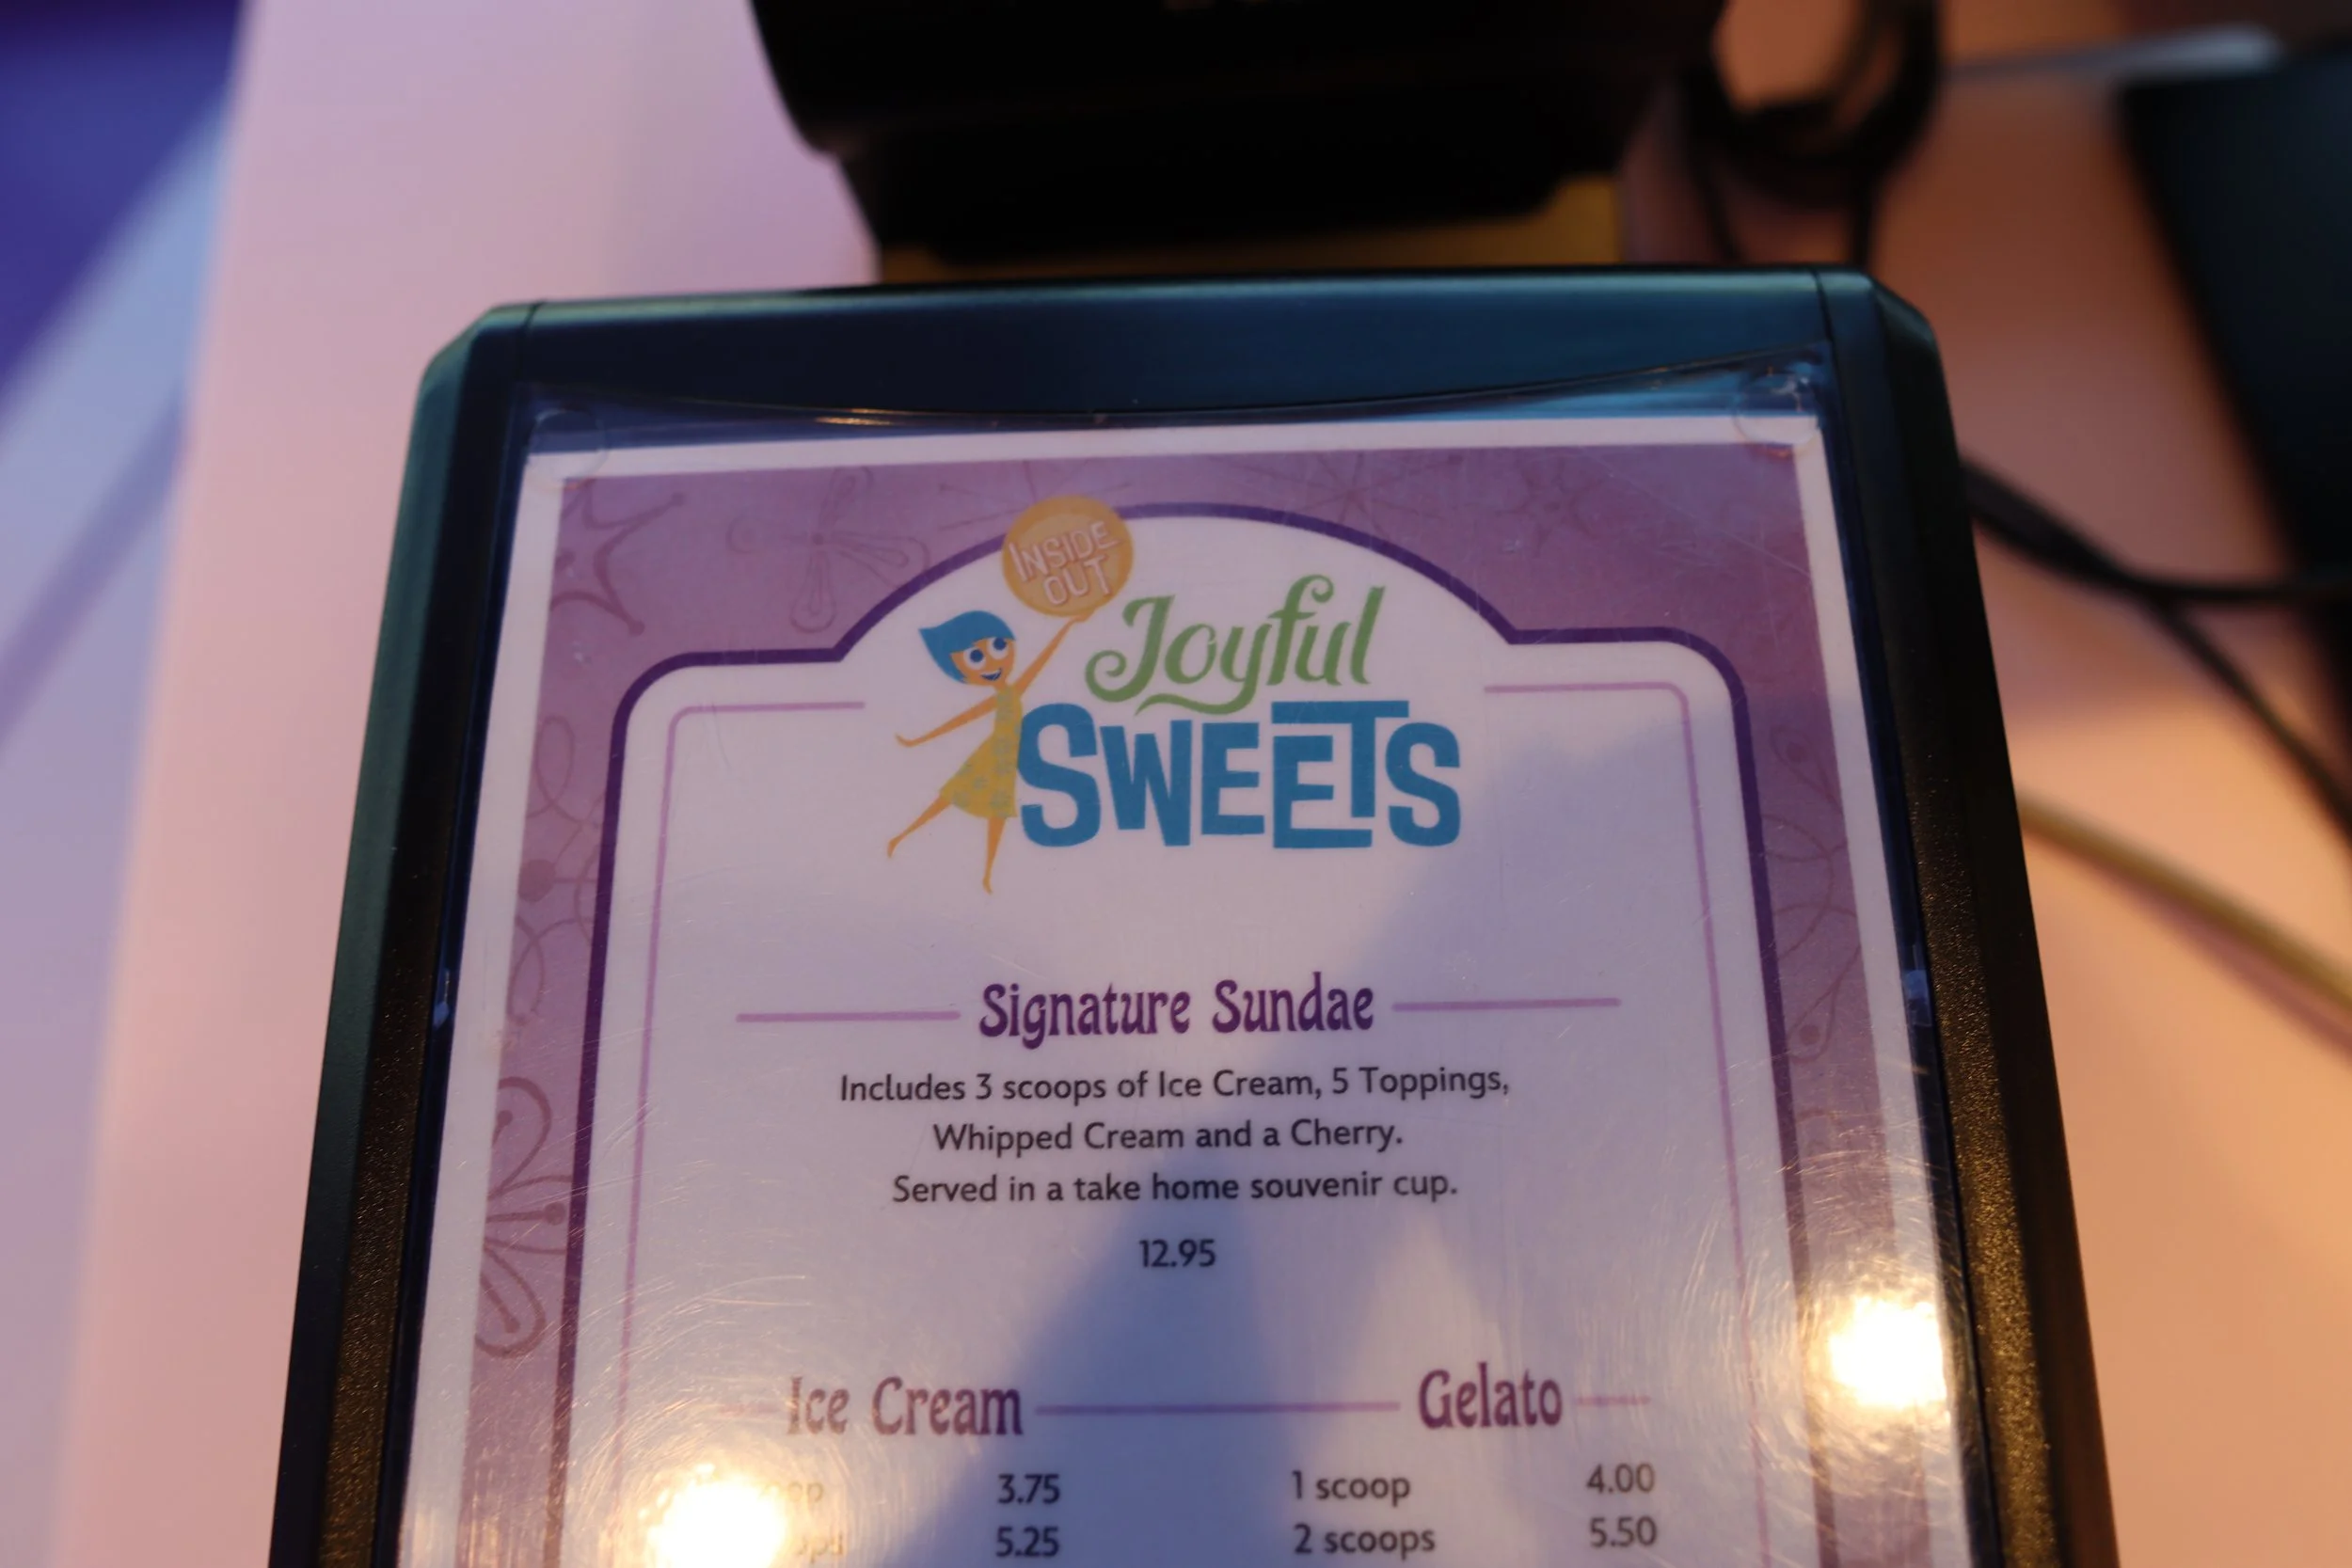 INSIDE
OUT
Joyful
SWEETS
Signature Sundae
Includes 3 scoops of Ice Cream, 5 Toppings,
Whipped Cream and a Cherry.
Served in a take home souvenir cup.
12.95
Ice Cream
Gelato
3.75
1 scoop 4.00
5.25
2 scoops 5.50